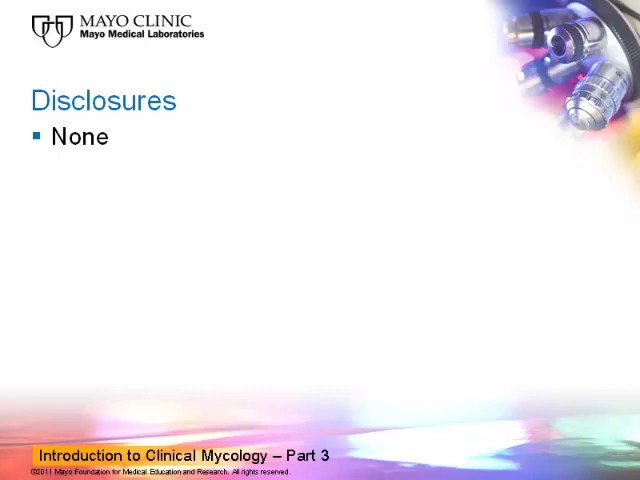 MAYO CLINIC
Mayo Medical Laboratories
Disclosures
▪ None
Introduction to Clinical Mycology – Part 3
©2011 Mayo Foundation for Medical Education and Research. All rights reserved.